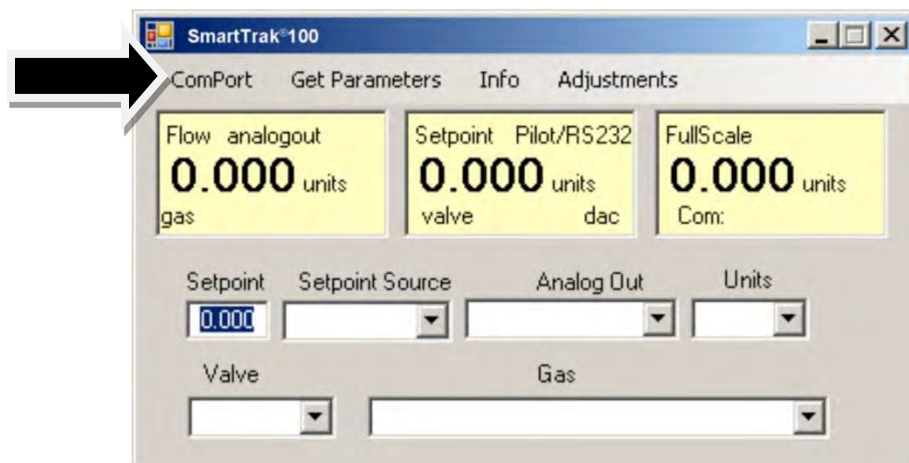 SmartTrak®100
ComPort Get Parameters Info Adjustments
Flow analogout
0.000 units
gas
Setpoint Pilot/RS232
0.000 units
valve dac
FullScale
0.000 units
Com:
Setpoint Setpoint Source Analog Out Units
0.000
Valve Gas